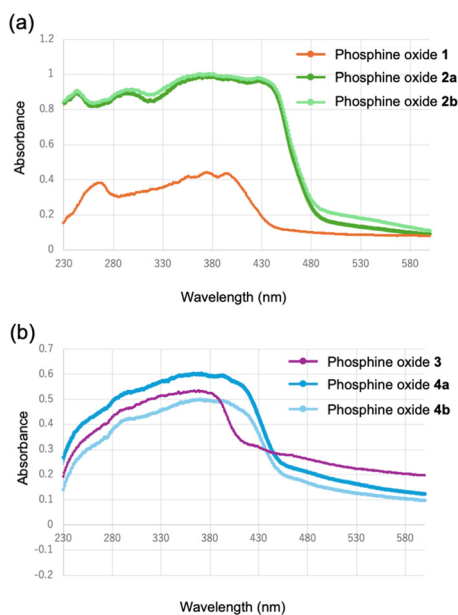 (a)
1.2
1
0.8
0.6
0.4
0.2
0
Absorbance
Phosphine oxide 1
Phosphine oxide 2a
Phosphine oxide 2b
230 280 330 380 430 480 530 580
Wavelength (nm)
(b)
0.7
0.6
0.5
0.4
0.3
0.2
0.1
0
-0.1
-0.2
Absorbance
Phosphine oxide 3
Phosphine oxide 4a
Phosphine oxide 4b
230 280 330 380 430 480 530 580
Wavelength (nm)